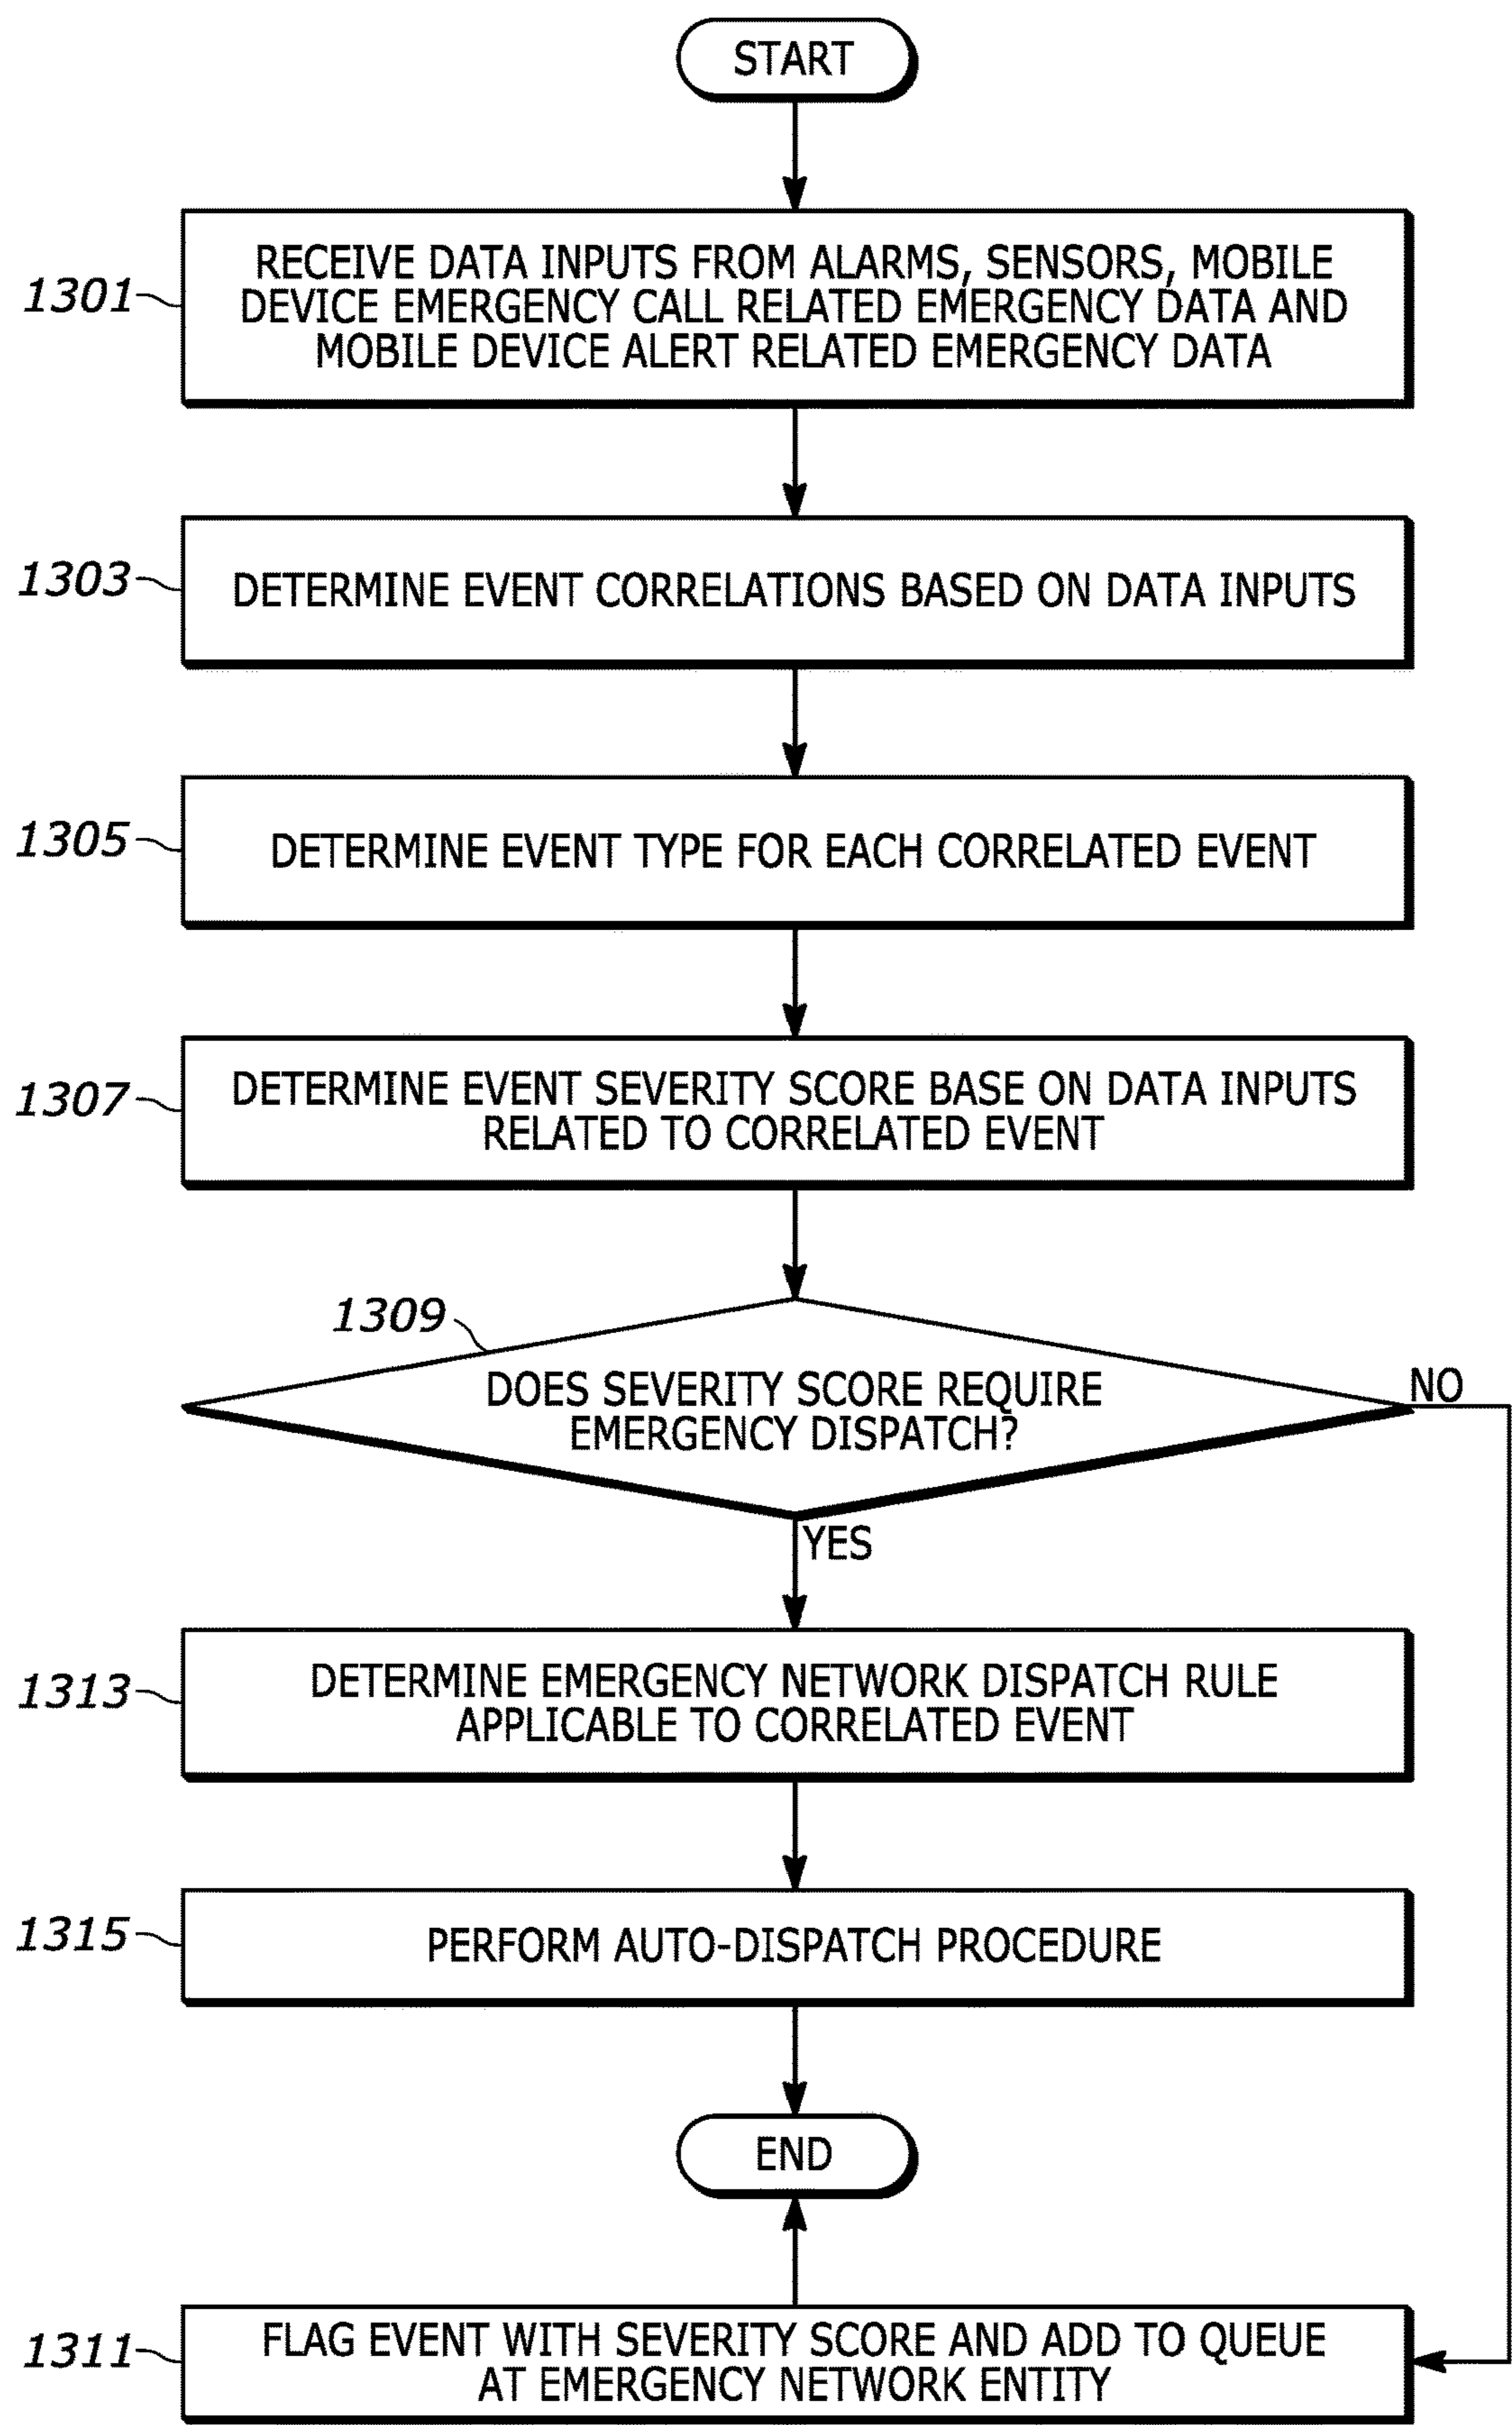 START
1301
RECEIVE DATA INPUTS FROM ALARMS, SENSORS, MOBILE
DEVICE EMERGENCY CALL RELATED EMERGENCY DATA AND
MOBILE DEVICE ALERT RELATED EMERGENCY DATA
1303
DETERMINE EVENT CORRELATIONS BASED ON DATA INPUTS
1305
DETERMINE EVENT TYPE FOR EACH CORRELATED EVENT
1307
DETERMINE EVENT SEVERITY SCORE BASE ON DATA INPUTS
RELATED TO CORRELATED EVENT
1309
DOES SEVERITY SCORE REQUIRE
EMERGENCY DISPATCH?
NO
YES
1313
DETERMINE EMERGENCY NETWORK DISPATCH RULE
APPLICABLE TO CORRELATED EVENT
1315
PERFORM AUTO-DISPATCH PROCEDURE
END
1311
FLAG EVENT WITH SEVERITY SCORE AND ADD TO QUEUE
AT EMERGENCY NETWORK ENTITY